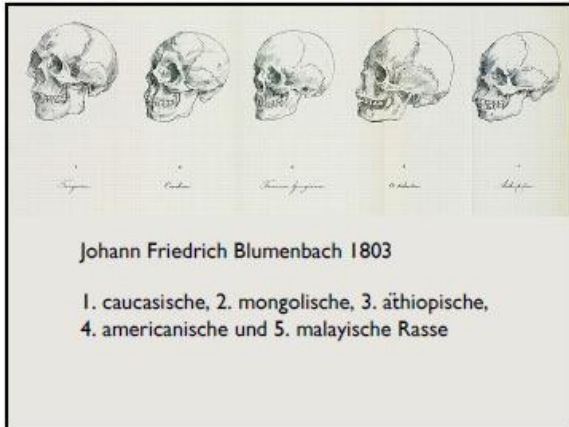 Johann Friedrich Blumenbach 1803
1. caucasische, 2. mongolische, 3. äthiopische,
4. americanische und 5. malayische Rasse